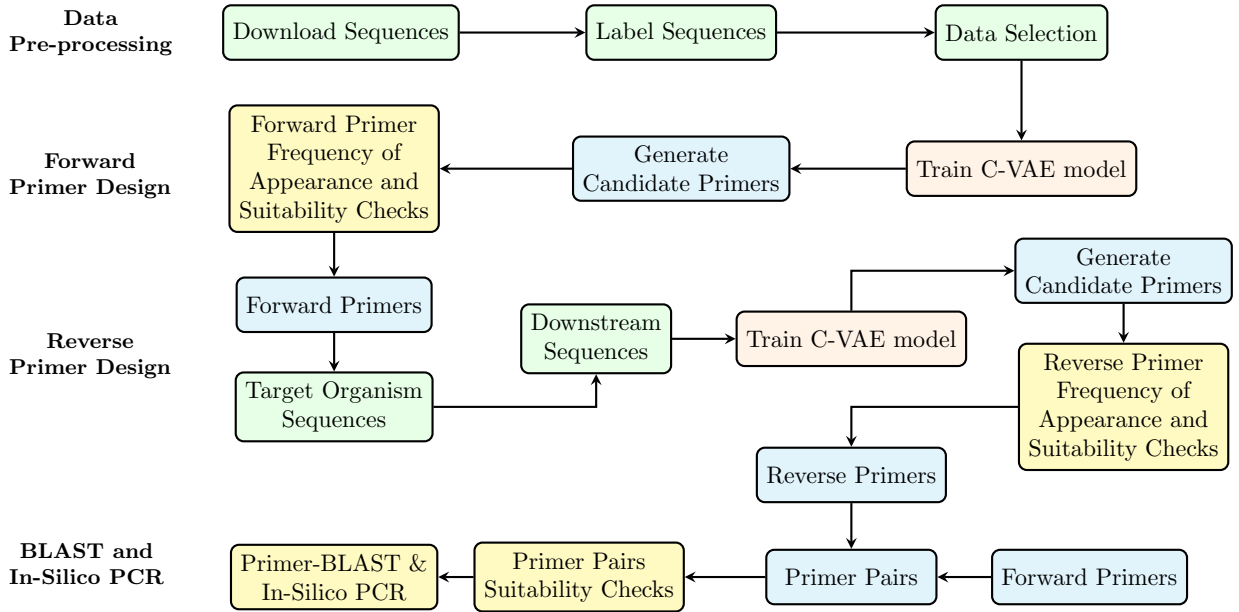 Data
Pre-processing
Download Sequences
Label Sequences
Data Selection
Forward
Primer Design
Forward Primer
Frequency of
Appearance and
Suitability Checks
Generate
Candidate Primers
Train C-VAE model
Reverse
Primer Design
Forward Primers
Target Organism
Sequences
Downstream
Sequences
Train C-VAE model
Generate
Candidate Primers
Reverse Primer
Frequency of
Appearance and
Suitability Checks
Reverse Primers
BLAST and
In-Silico PCR
Primer-BLAST &
In-Silico PCR
Primer Pairs
Suitability Checks
Primer Pairs
Forward Primers